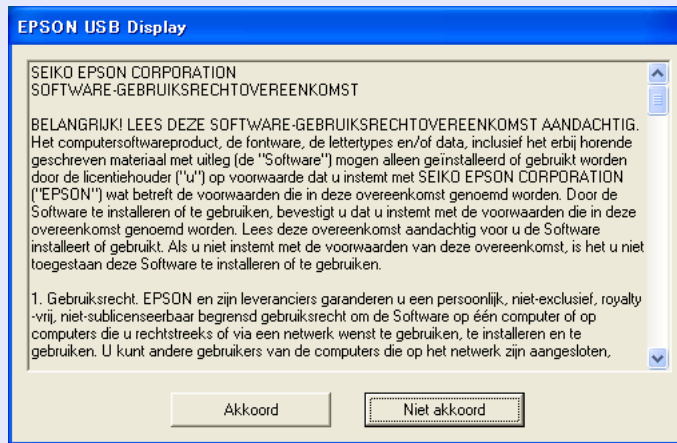 EPSON USB Display
SEIKO EPSON CORPORATION
SOFTWARE-GEBRUIKSRECHTOVEREENKOMST
BELANGRIJK! LEES DEZE SOFTWARE-GEBRUIKSRECHTOVEREENKOMST AANDACHTIG.
Het computersoftwareproduct, de fontware, de lettertypes en/of data, inclusief het erbij horende
geschreven materiaal met uitleg (de "Software") mogen alleen geïnstalleerd of gebruikt worden
door de licentiehouder ("u") op voorwaarde dat u instemt met SEIKO EPSON CORPORATION
("EPSON") wat betreft de voorwaarden die in deze overeenkomst genoemd worden. Door de
Software te installeren of te gebruiken, bevestigt u dat u instemt met de voorwaarden die in deze
overeenkomst genoemd worden. Lees deze overeenkomst aandachtig voor u de Software
installeert of gebruikt. Als u niet instemt met de voorwaarden van deze overeenkomst, is het u niet
toegestaan deze Software te installeren of te gebruiken.
1. Gebruiksrecht. EPSON en zijn leveranciers garanderen u een persoonlijk, niet-exclusief, royalty
-vrij, niet-sublicenseerbaar begrensd gebruiksrecht om de Software op één computer of op
computers die u rechtstreeks of via een netwerk wenst te gebruiken, te installeren en te
gebruiken. U kunt andere gebruikers van de computers die op het netwerk zijn aangesloten,
Akkoord
Niet akkoord